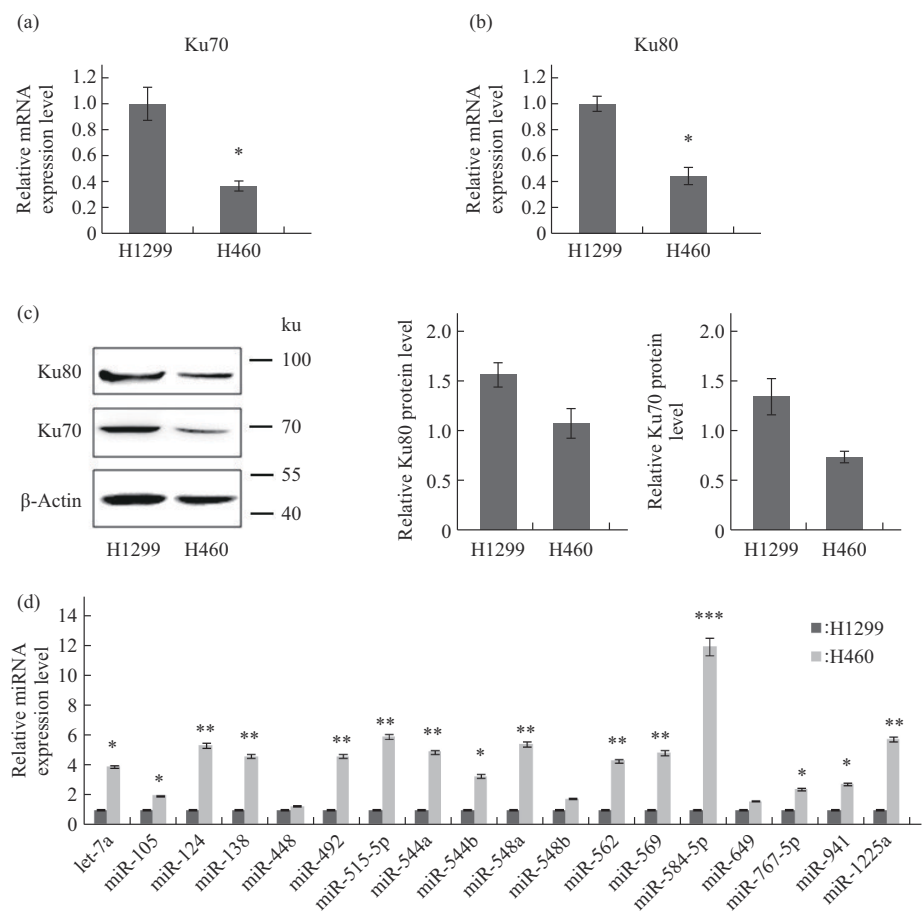 (a)
Ku70
Relative mRNA
expression level
1.2
1.0
0.8
0.6
0.4
0.2
0
*
H1299 H460
(b)
Ku80
Relative mRNA
expression level
1.2
1.0
0.8
0.6
0.4
0.2
0
*
H1299 H460
(c)
ku
Ku80
100
Ku70
70
55
β-Actin
40
H1299 H460
Relative Ku80 protein level
2.0
1.5
1.0
0.5
0
H1299 H460
Relative Ku70 protein
level
2.0
1.5
1.0
0.5
0
H1299 H460
(d)
Relative miRNA
expression level
14
12
10
8
6
4
2
0
:H1299
:H460
* * ** ** ** ** ** * ** ** ** *** * * **
let-7a
miR-105
miR-124
miR-138
miR-448
miR-492
miR-515-5p
miR-544a
miR-544b
miR-548a
miR-548b
miR-562
miR-569
miR-584-5p
miR-649
miR-767-5p
miR-941
miR-1225a